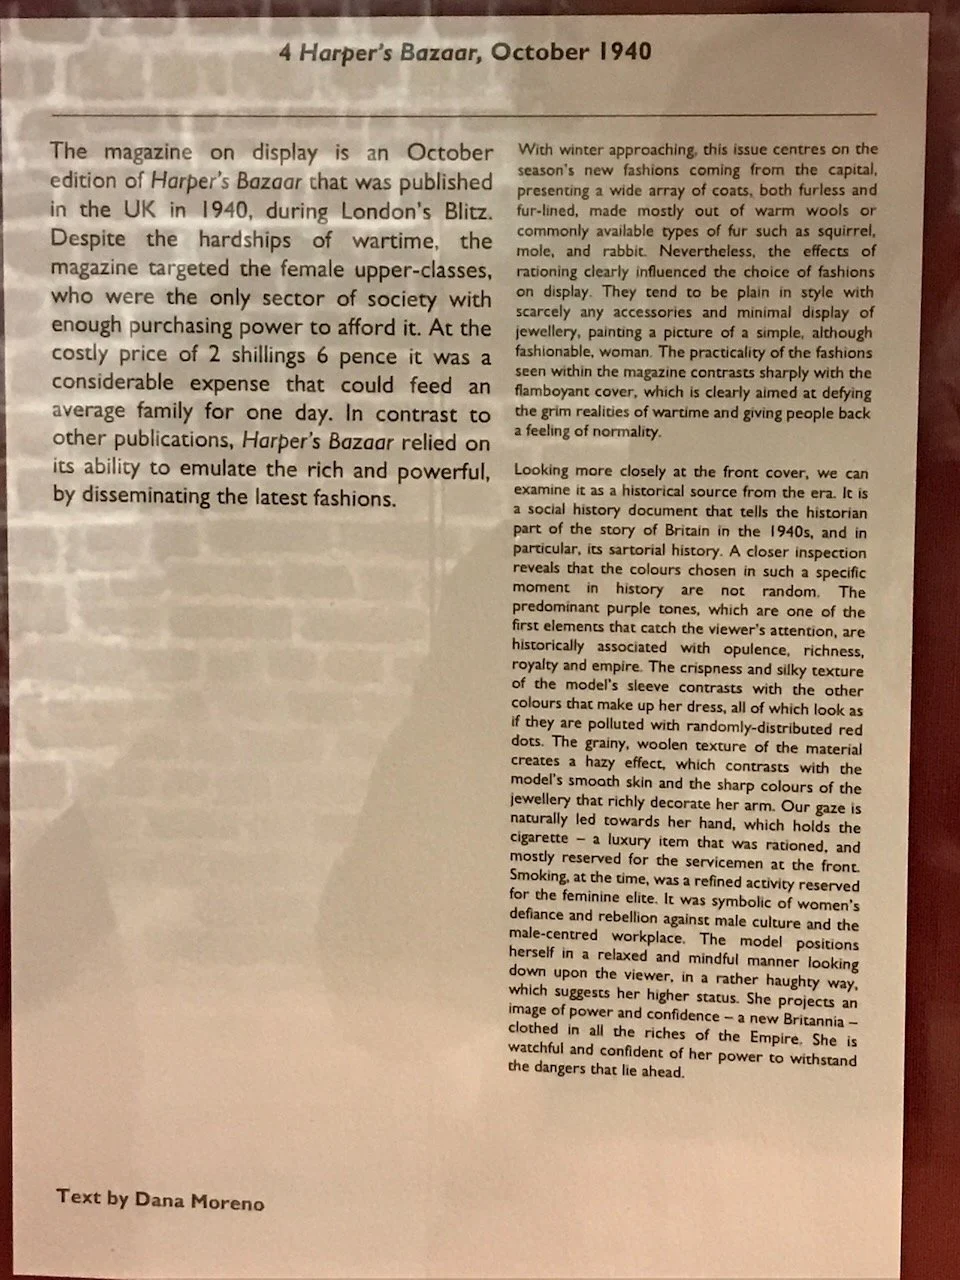 4 Harper's Bazaar, October 1940
The magazine on display is an October
edition of Harper's Bazaar that was published
in the UK in 1940, during London's Blitz.
Despite the hardships of wartime, the
magazine targeted the female upper-classes,
who were the only sector of society with
enough purchasing power to afford it. At the
costly price of 2 shillings 6 pence it was a
considerable expense that could feed an
average family for one day. In contrast to
other publications, Harper's Bazaar relied on
its ability to emulate the rich and powerful,
by disseminating the latest fashions.
With winter approaching, this issue centres on the
season's new fashions coming from the capital,
presenting a wide array of coats, both furless and
fur-lined, made mostly out of warm wools or
commonly available types of fur such as squirrel,
mole, and rabbit. Nevertheless, the effects of
rationing clearly influenced the choice of fashions
on display. They tend to be plain in style with
scarcely any accessories and minimal display of
jewellery, painting a picture of a simple, although
fashionable, woman. The practicality of the fashions
seen within the magazine contrasts sharply with the
flamboyant cover, which is clearly aimed at defying
the grim realities of wartime and giving people back
a feeling of normality.
Looking more closely at the front cover, we can
examine it as a historical source from the era. It is
a social history document that tells the historian
part of the story of Britain in the 1940s, and in
particular, its sartorial history. A closer inspection
reveals that the colours chosen in such a specific
moment in history are not random. The
predominant purple tones, which are one of the
first elements that catch the viewer's attention, are
historically associated with opulence, richness,
royalty and empire. The crispness and silky texture
of the model's sleeve contrasts with the other
colours that make up her dress, all of which look as
if they are polluted with randomly-distributed red
dots. The grainy, woolen texture of the material
creates a hazy effect, which contrasts with the
model's smooth skin and the sharp colours of the
jewellery that richly decorate her arm. Our gaze is
naturally led towards her hand, which holds the
cigarette – a luxury item that was rationed, and
mostly reserved for the servicemen at the front.
Smoking, at the time, was a refined activity reserved
for the feminine elite. It was symbolic of women's
defiance and rebellion against male culture and the
male-centred workplace. The model positions
herself in a relaxed and mindful manner looking
down upon the viewer, in a rather haughty way,
which suggests her higher status. She projects an
image of power and confidence – a new Britannia –
clothed in all the riches of the Empire. She is
watchful and confident of her power to withstand
the dangers that lie ahead.
Text by Dana Moreno